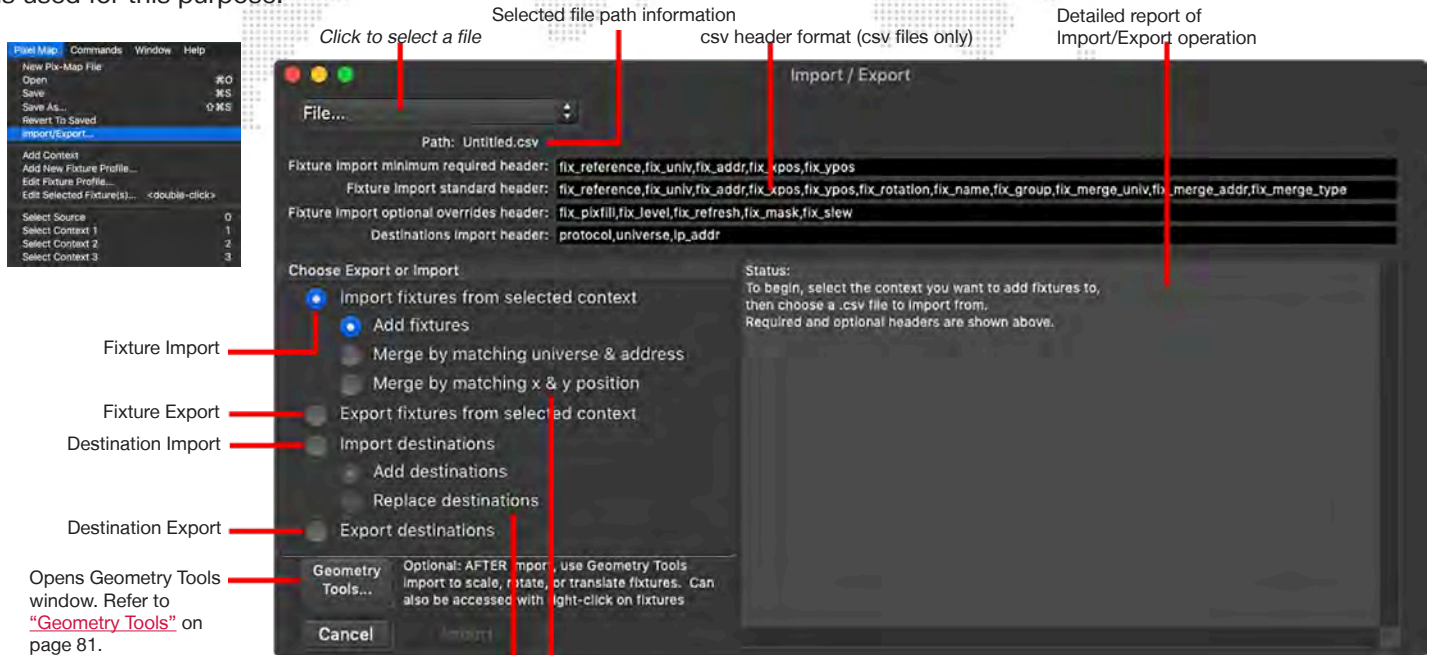 is used for this purpose.
Selected file path information
Detailed report of
Import/Export operation
Click to select a file
csv header format (csv files only)
Pixel Map Commands Window Help
New Pix-Map File
Open ⌘O
Save ⌘S
Save As... ⇧⌘S
Revert To Saved
Import/Export...
Add Context
Add New Fixture Profile...
Edit Fixture Profile...
Edit Selected Fixture(s)... <double-click>
Select Source 0
Select Context 1 1
Select Context 2 2
Select Context 3 3
Import / Export
File...
Path: Untitled.csv
Fixture Import minimum required header: fix_reference,fix_univ,fix_addr,fix_xpos,fix_ypos
Fixture Import standard header: fix_reference,fix_univ,fix_addr,fix_xpos,fix_ypos,fix_rotation,fix_name,fix_group,fix_merge_univ,fix_merge_addr,fix_merge_type
Fixture Import optional overrides header: fix_pixfill,fix_level,fix_refresh,fix_mask,fix_slew
Destinations Import header: protocol,universe,ip_addr
Choose Export or Import
Import fixtures from selected context
Add fixtures
Merge by matching universe & address
Merge by matching x & y position
Export fixtures from selected context
Import destinations
Add destinations
Replace destinations
Export destinations
Status:
To begin, select the context you want to add fixtures to,
then choose a .csv file to import from.
Required and optional headers are shown above.
Fixture Import
Fixture Export
Destination Import
Destination Export
Opens Geometry Tools
window. Refer to
"Geometry Tools" on
page 81.
Geometry
Tools...
Optional: AFTER import, use Geometry Tools
import to scale, rotate, or translate fixtures. Can
also be accessed with right-click on fixtures
Cancel
Import